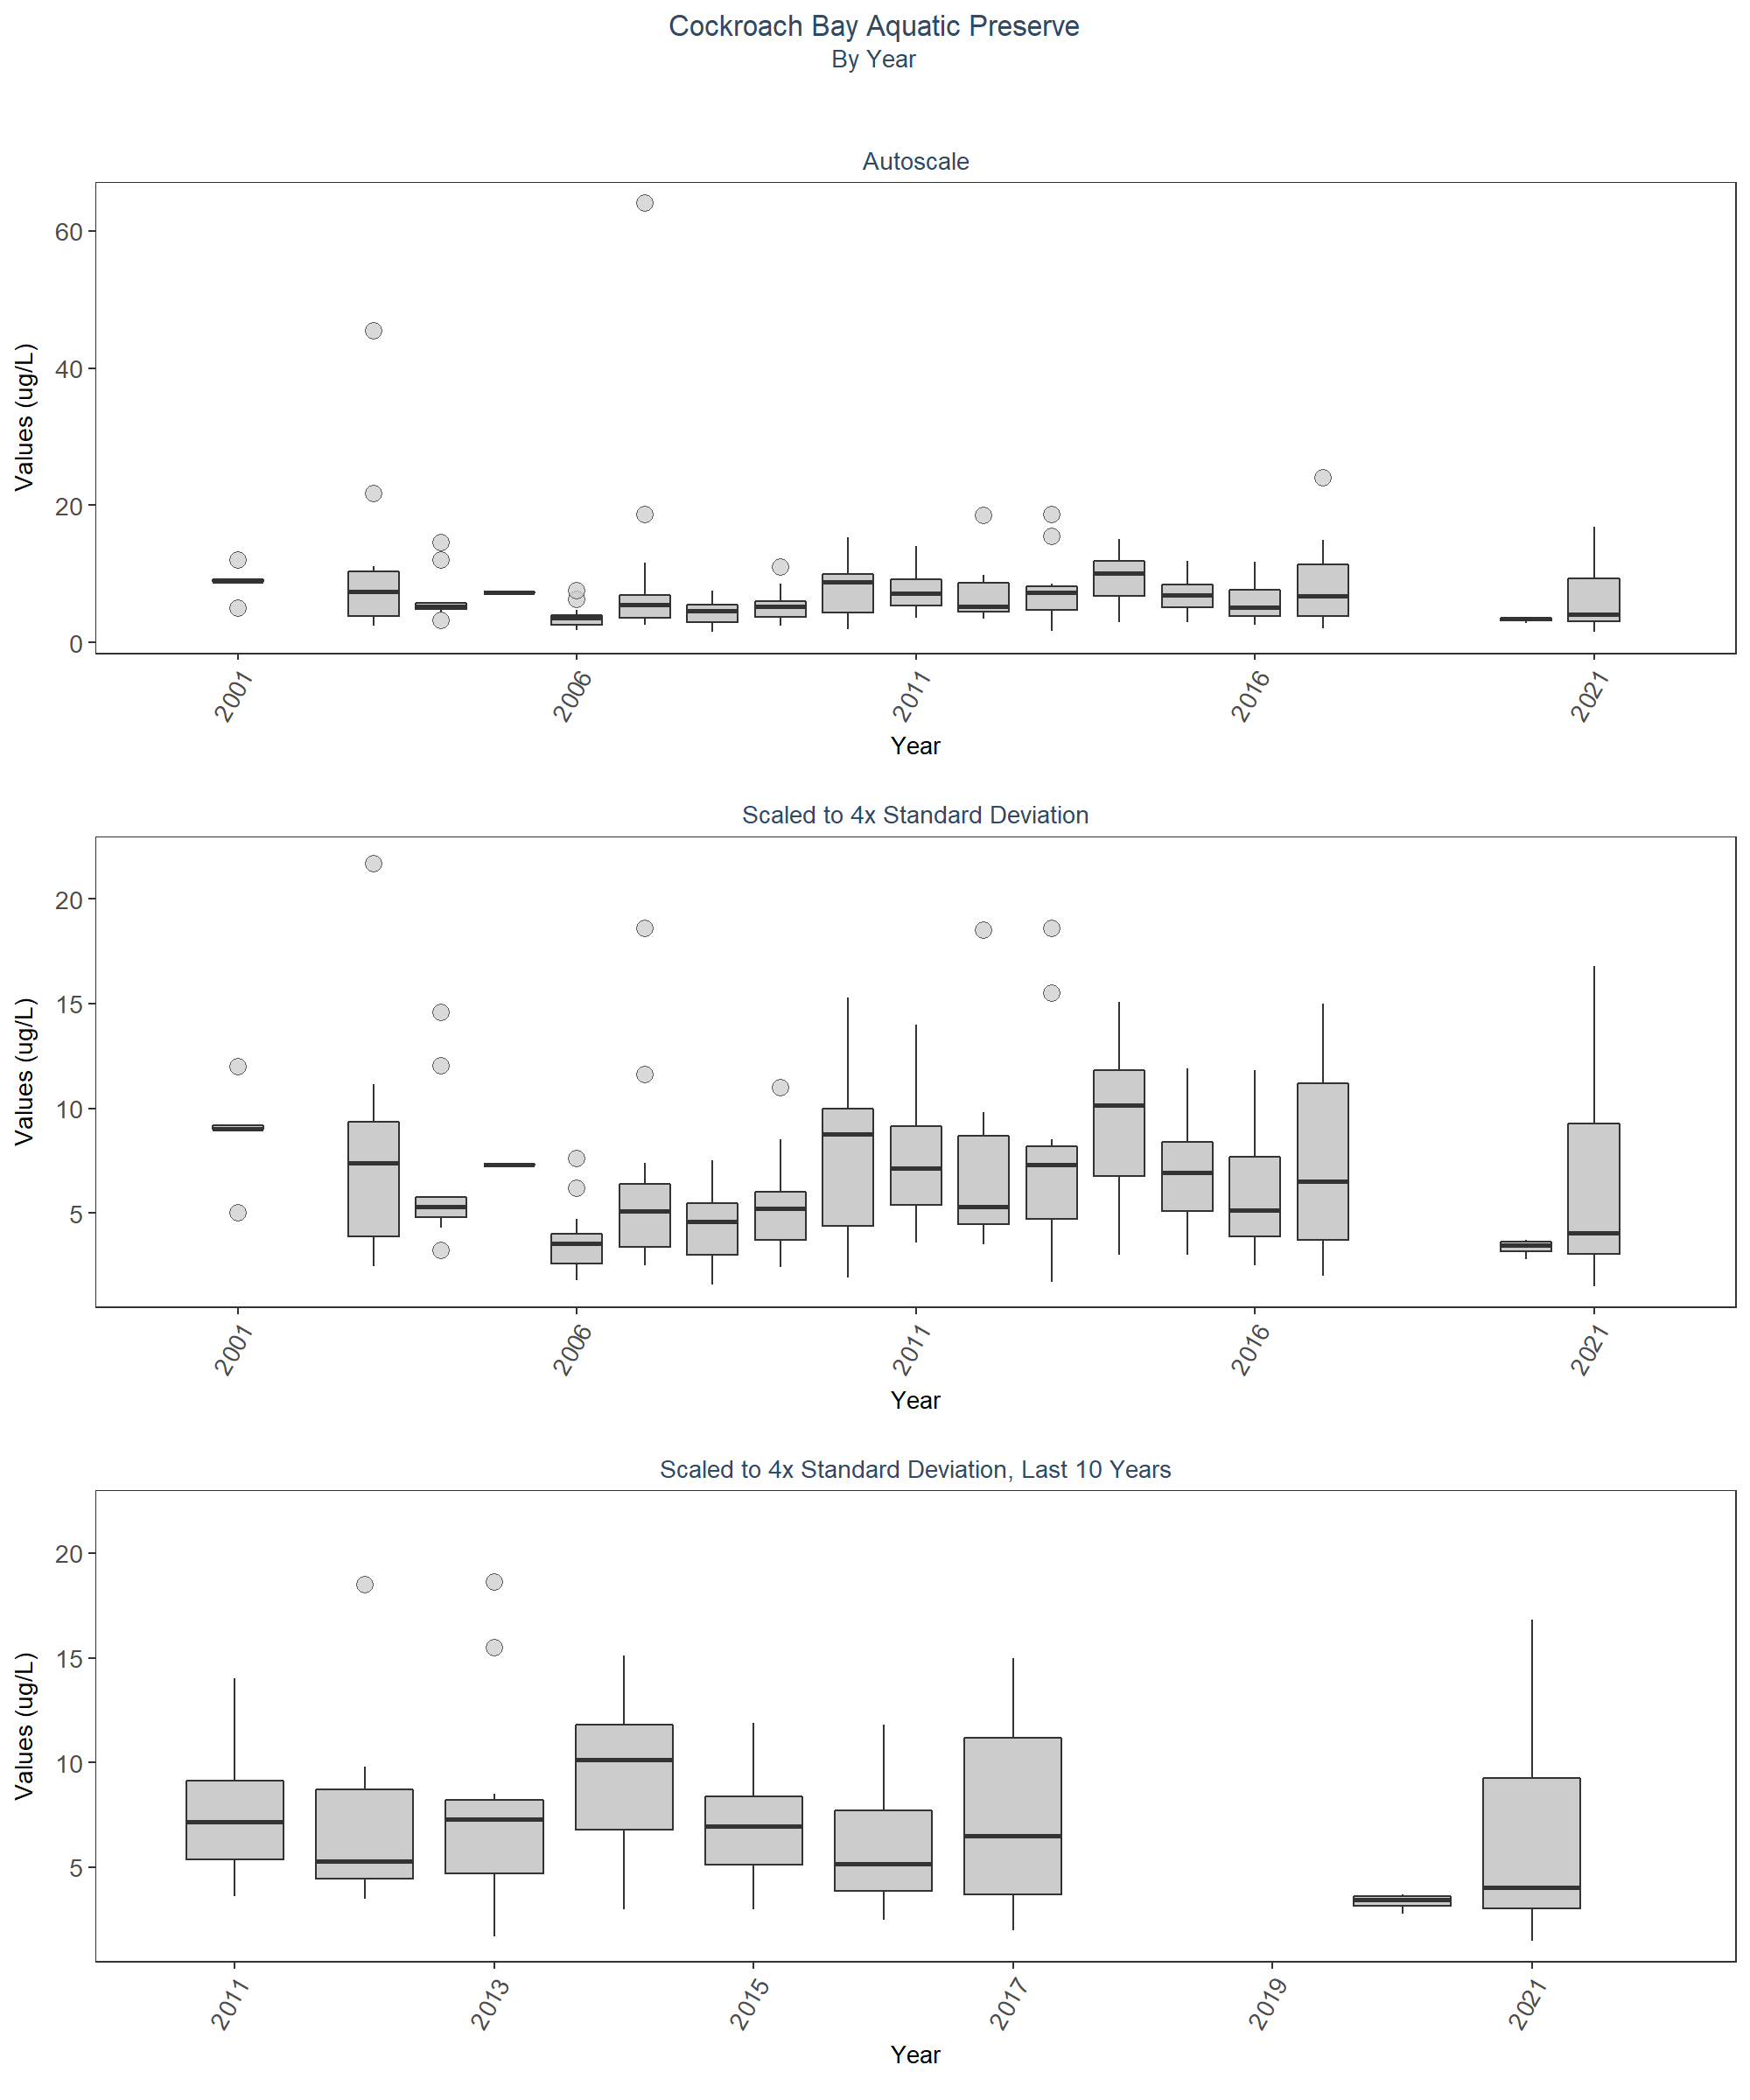 Cockroach Bay Aquatic Preserve
By Year
Autoscale
Values (ug/L)
60
40
20
0
2001
2006
2011
2016
2021
Year
Scaled to 4x Standard Deviation
Values (ug/L)
20
15
10
5
2001
2006
2011
2016
2021
Year
Scaled to 4x Standard Deviation, Last 10 Years
Values (ug/L)
20
15
10
5
2011
2013
2015
2017
2019
2021
Year